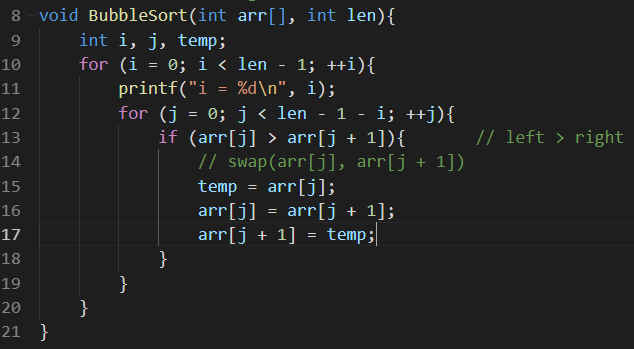 8 void BubbleSort(int arr[], int len){
9     int i, j, temp;
10     for (i = 0; i < len - 1; ++i){
11         printf("i = %d\n", i);
12         for (j = 0; j < len - 1 - i; ++j){
13             if (arr[j] > arr[j + 1]){       // left > right
14                 // swap(arr[j], arr[j + 1])
15                 temp = arr[j];
16                 arr[j] = arr[j + 1];
17                 arr[j + 1] = temp;
18             }
19         }
20     }
21 }